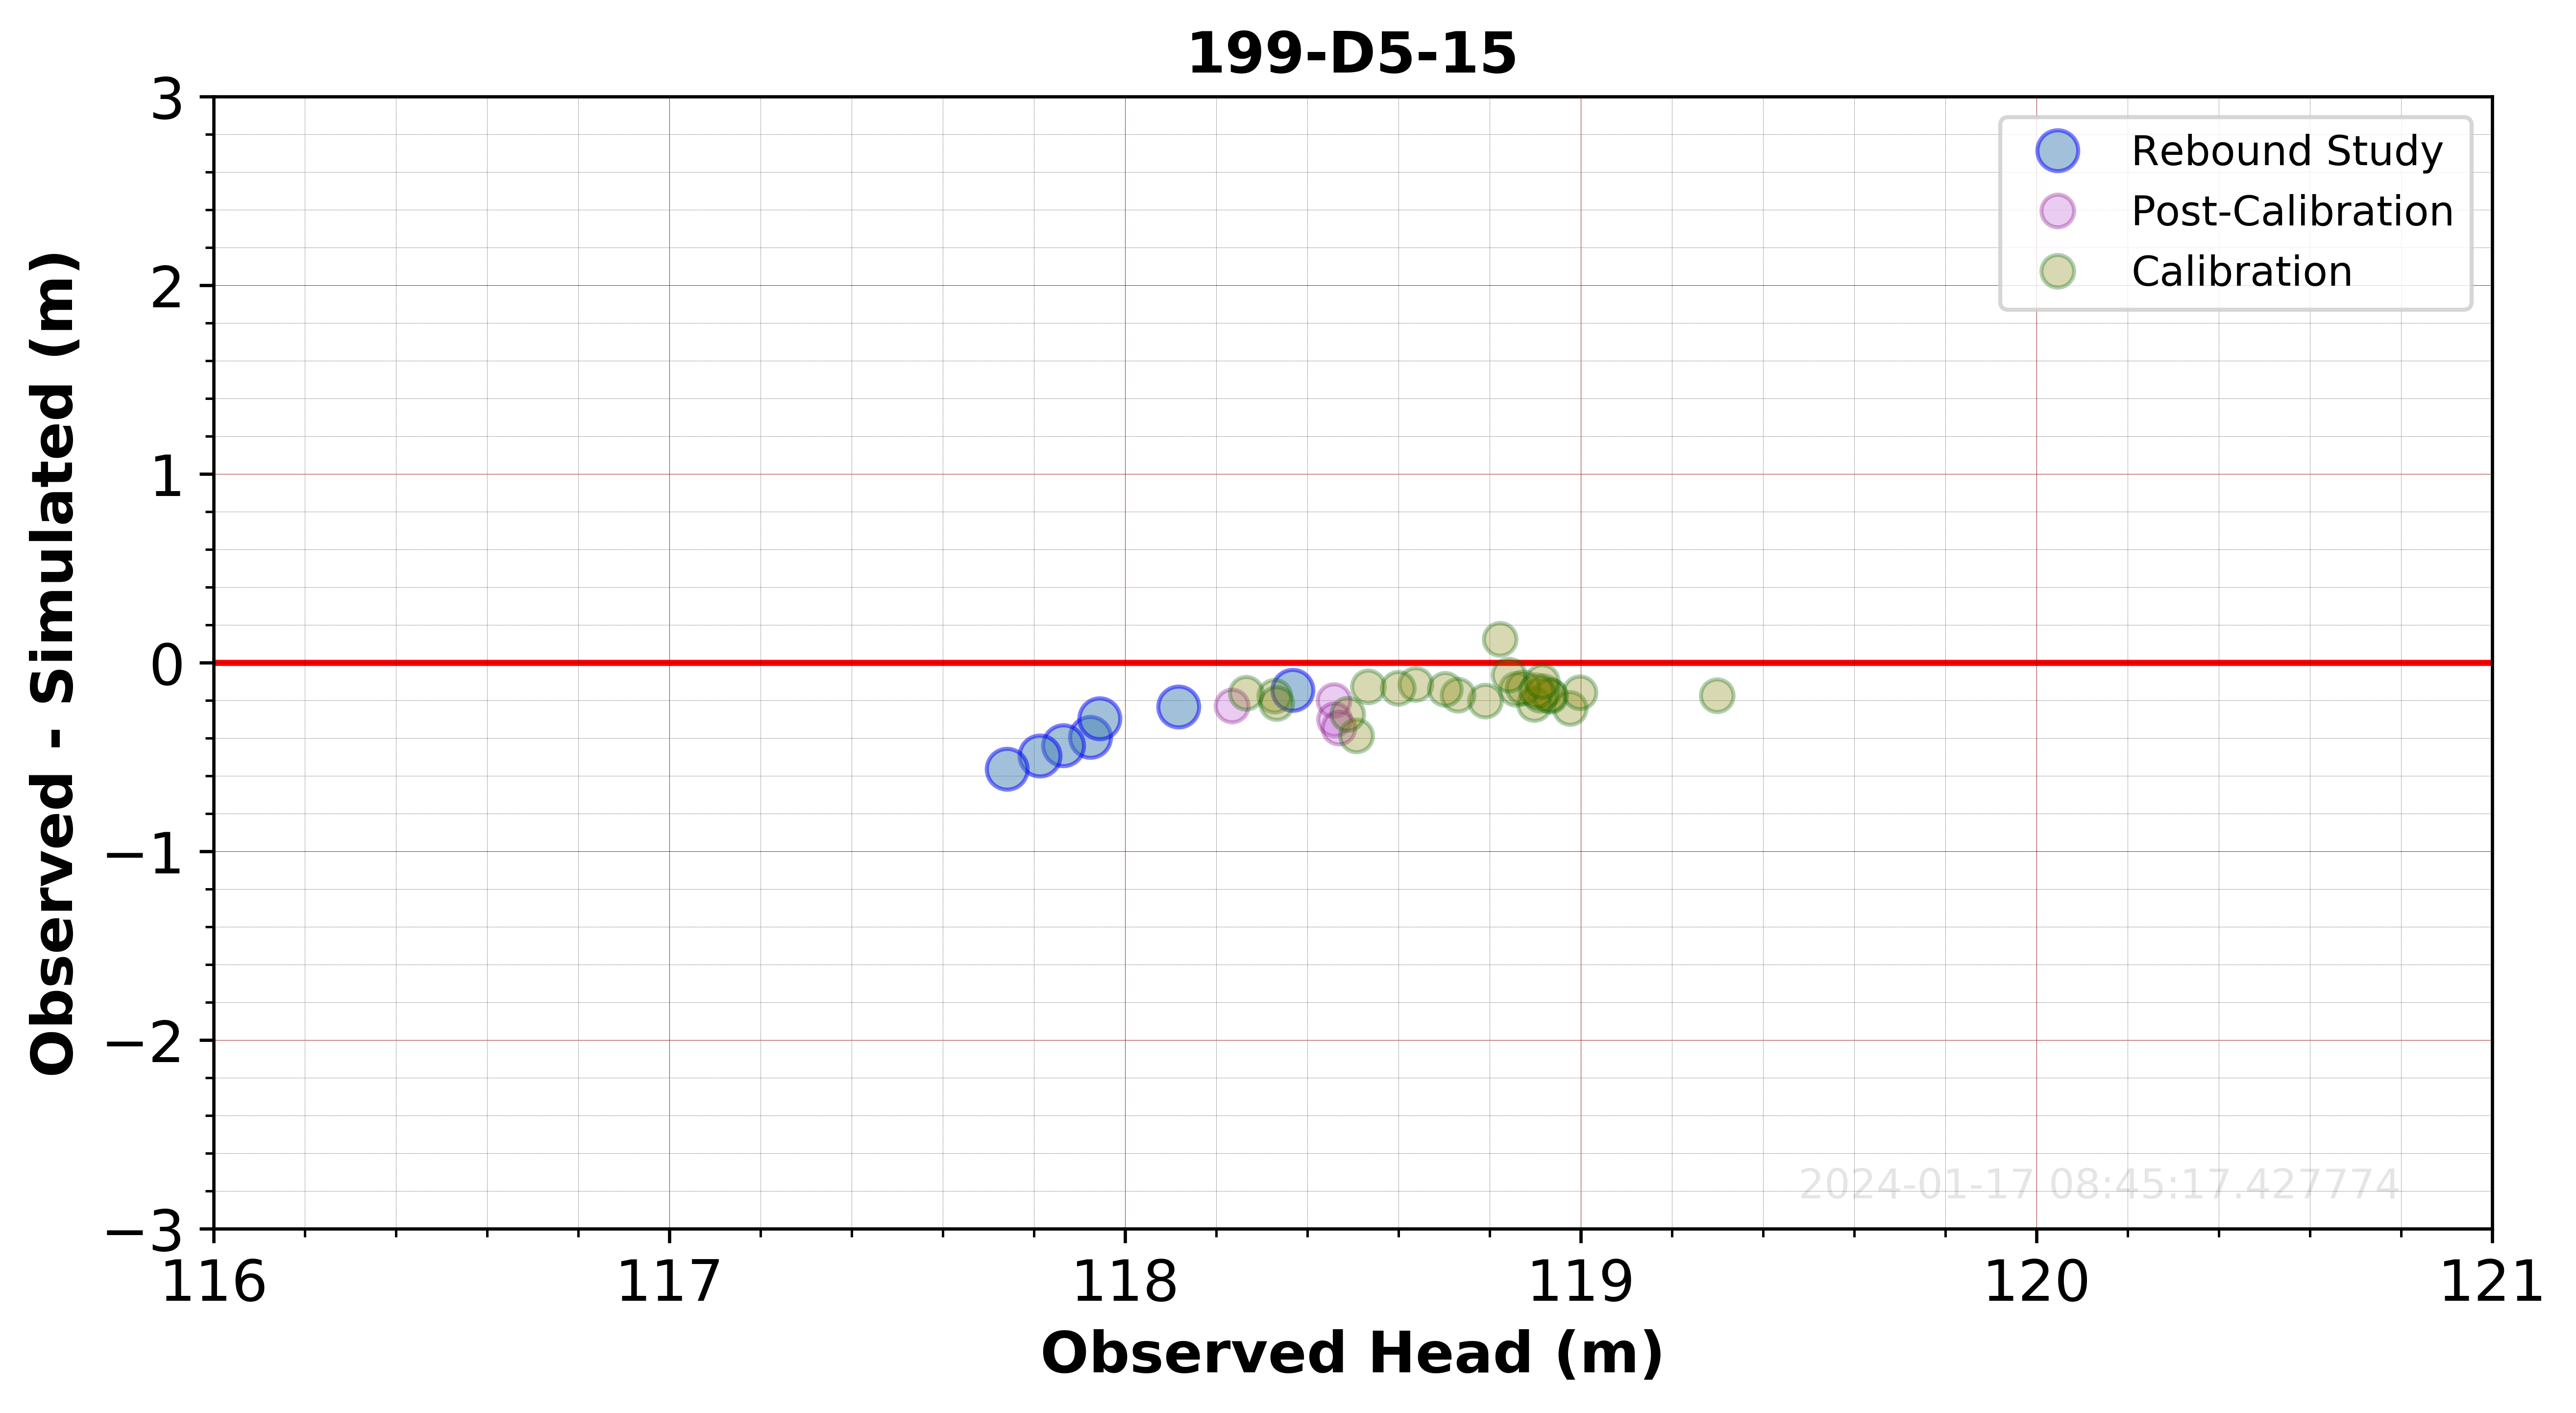 199-D5-15
Observed - Simulated (m)
3
2
1
0
−1
−2
−3
Rebound Study
Post-Calibration
Calibration
2024-01-17 08:45:17.427774
116 117 118 119 120 121
Observed Head (m)